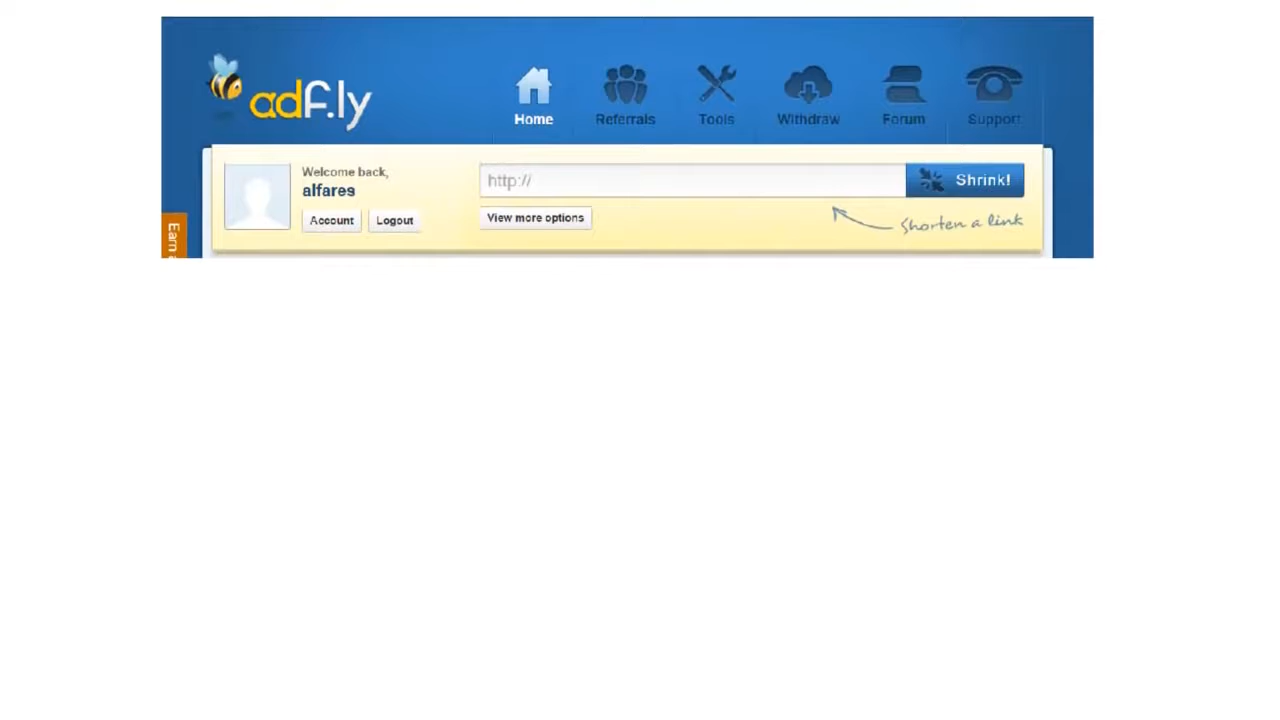 adf.ly
Home Referrals Tools Withdraw Forum Support
Welcome back,
alfares
Account Logout
http://
Shrink!
View more options
Shorten a link
Earn